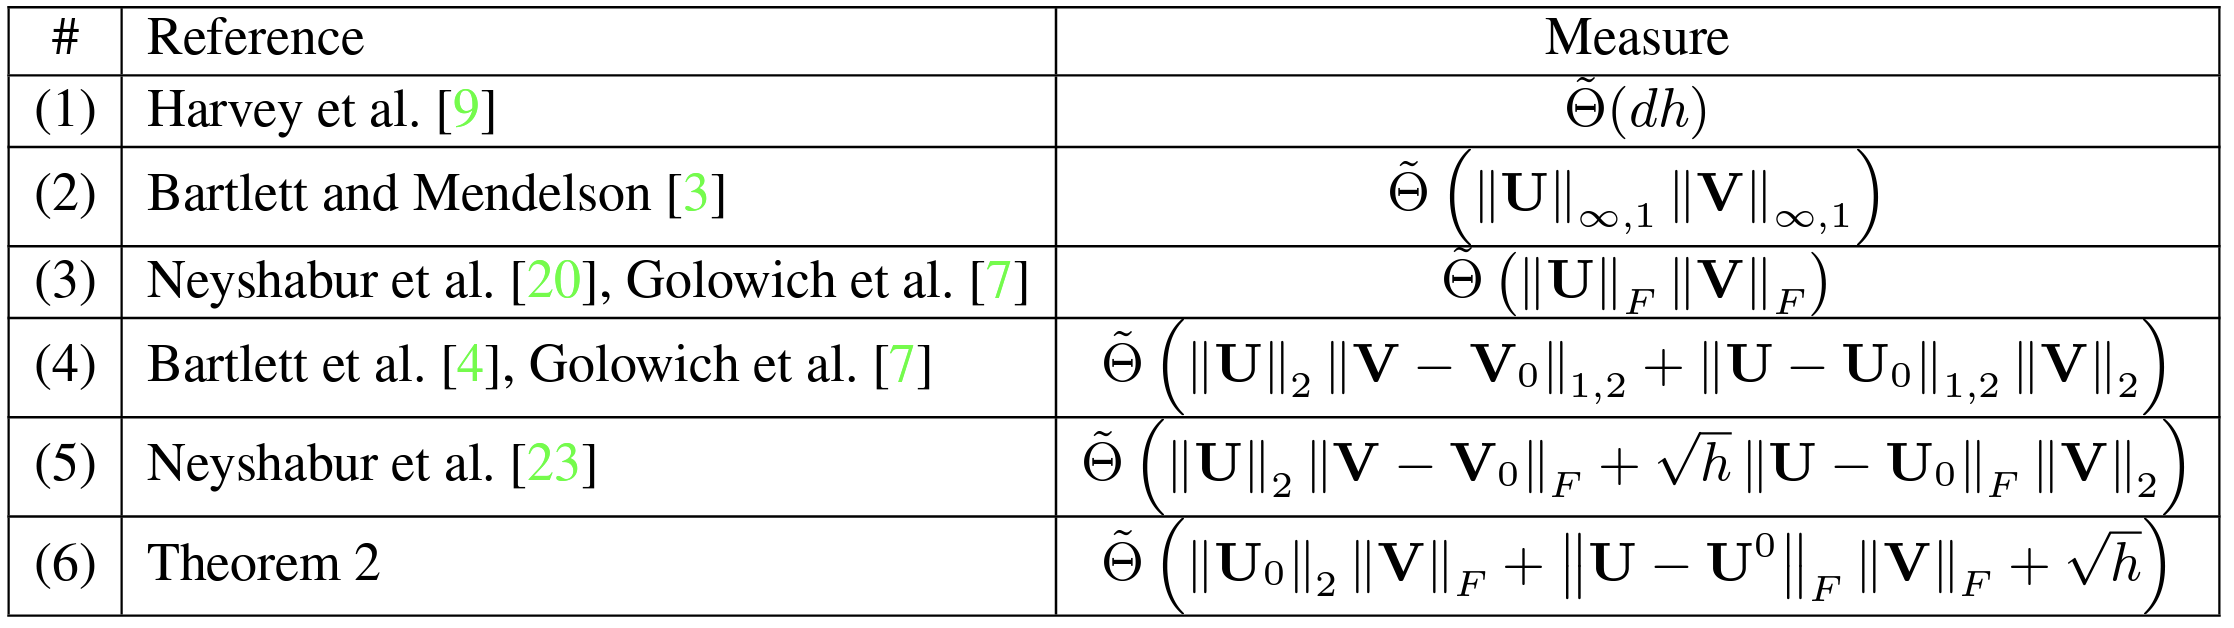 # Reference Measure
(1) Harvey et al. [9] Θ̃(dh)
(2) Bartlett and Mendelson [3] Θ̃ (‖U‖∞,1 ‖V‖∞,1)
(3) Neyshabur et al. [20], Golowich et al. [7] Θ̃ (‖U‖F ‖V‖F)
(4) Bartlett et al. [4], Golowich et al. [7] Θ̃ (‖U‖₂ ‖V − V₀‖₁,₂ + ‖U − U₀‖₁,₂ ‖V‖₂)
(5) Neyshabur et al. [23] Θ̃ (‖U‖₂ ‖V − V₀‖F + √h ‖U − U₀‖F ‖V‖₂)
(6) Theorem 2 Θ̃ (‖U₀‖₂ ‖V‖F + ‖U − U⁰‖F ‖V‖F + √h)